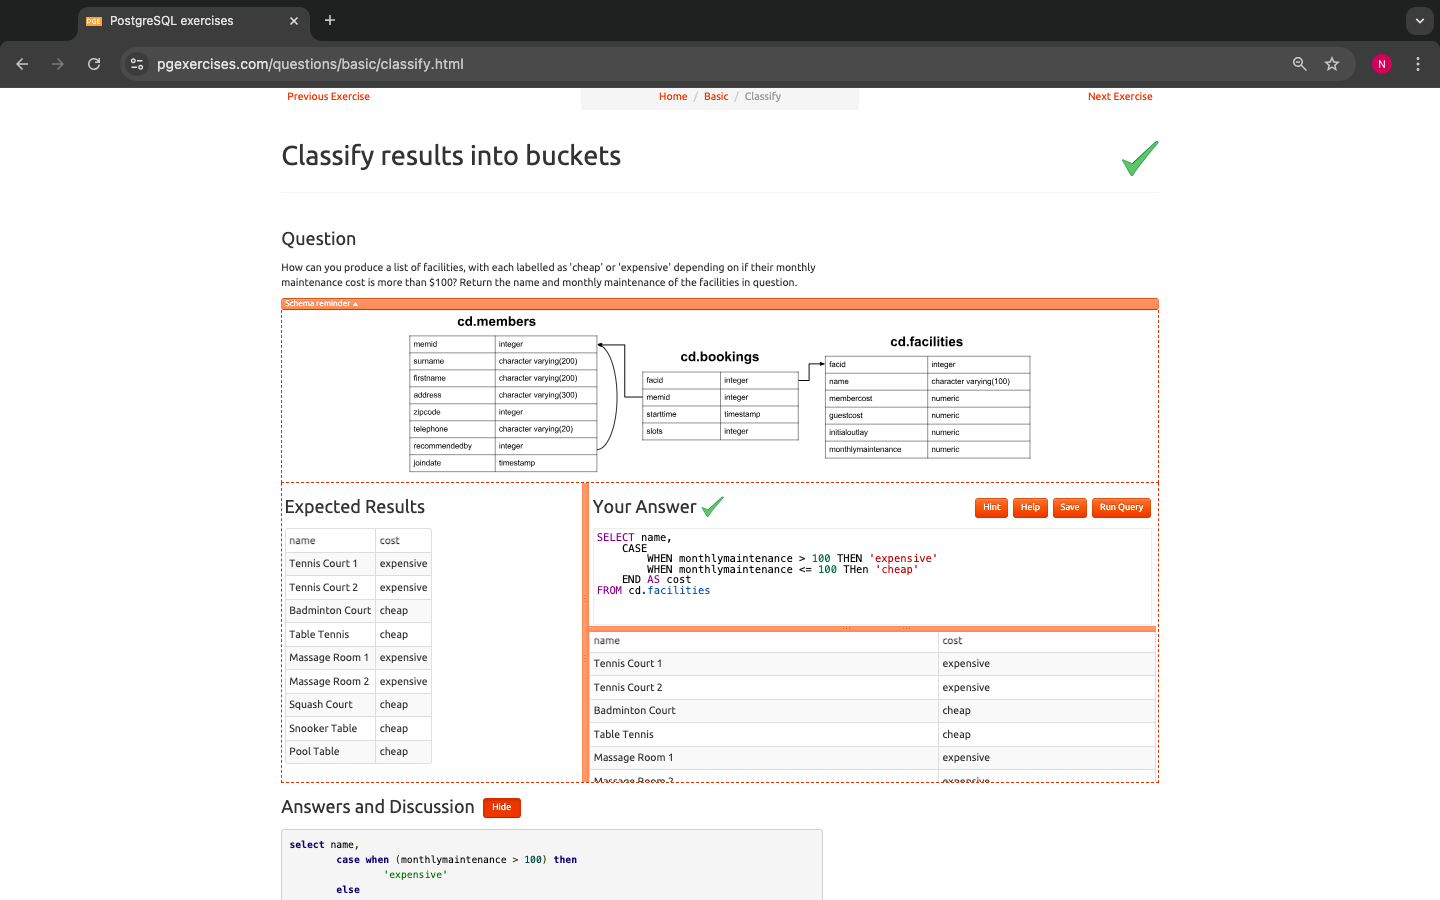 PGE PostgreSQL exercises
pgexercises.com/questions/basic/classify.html
N
Previous Exercise
Home / Basic / Classify
Next Exercise
Classify results into buckets
Question
How can you produce a list of facilities, with each labelled as 'cheap' or 'expensive' depending on if their monthly
maintenance cost is more than $100? Return the name and monthly maintenance of the facilities in question.
Schema reminder
cd.members
memid integer
surname character varying(200)
firstname character varying(200)
address character varying(300)
zipcode integer
telephone character varying(20)
recommendedby integer
joindate timestamp
cd.bookings
facid integer
memid integer
starttime timestamp
slots integer
cd.facilities
facid integer
name character varying(100)
membercost numeric
guestcost numeric
initialoutlay numeric
monthlymaintenance numeric
Expected Results
name cost
Tennis Court 1 expensive
Tennis Court 2 expensive
Badminton Court cheap
Table Tennis cheap
Massage Room 1 expensive
Massage Room 2 expensive
Squash Court cheap
Snooker Table cheap
Pool Table cheap
Your Answer
Hint Help Save Run Query
SELECT name,
CASE
WHEN monthlymaintenance > 100 THEN 'expensive'
WHEN monthlymaintenance <= 100 THen 'cheap'
END AS cost
FROM cd.facilities
name cost
Tennis Court 1 expensive
Tennis Court 2 expensive
Badminton Court cheap
Table Tennis cheap
Massage Room 1 expensive
Massage Room 2 expensive
Answers and Discussion Hide
select name,
case when (monthlymaintenance > 100) then
'expensive'
else